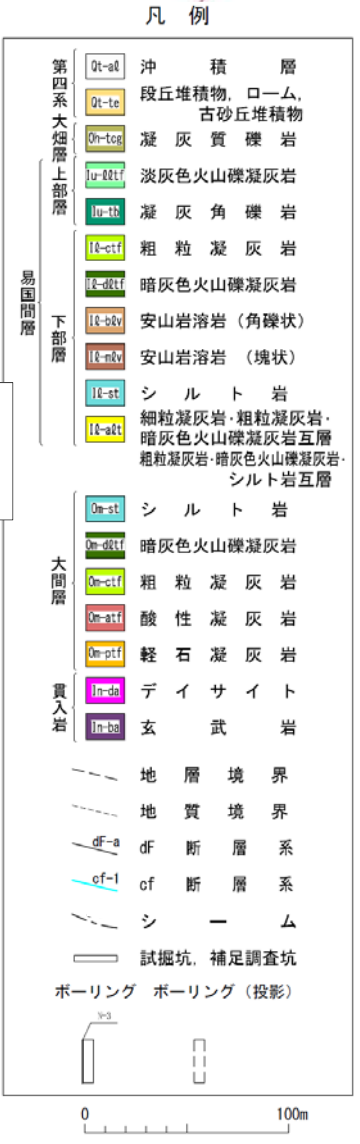 凡 例
第四系
Qt-aℓ 沖 積 層
Qt-te 段丘堆積物，ローム，
古砂丘堆積物
大畑層
Oh-tcg 凝 灰 質 礫 岩
易国間層
上部層
Iu-ℓℓtf 淡灰色火山礫凝灰岩
Iu-tb 凝 灰 角 礫 岩
下部層
Iℓ-ctf 粗 粒 凝 灰 岩
Iℓ-dℓtf 暗灰色火山礫凝灰岩
Iℓ-bℓv 安山岩溶岩（角礫状）
Iℓ-mℓv 安山岩溶岩 （塊状）
Iℓ-st シ ル ト 岩
Iℓ-aℓt 細粒凝灰岩・粗粒凝灰岩・
暗灰色火山礫凝灰岩互層
粗粒凝灰岩・暗灰色火山礫凝灰岩・
シルト岩互層
大間層
Om-st シ ル ト 岩
Om-dℓtf 暗灰色火山礫凝灰岩
Om-ctf 粗 粒 凝 灰 岩
Om-atf 酸 性 凝 灰 岩
Om-ptf 軽 石 凝 灰 岩
貫入岩
In-da デ イ サ イ ト
In-ba 玄 武 岩
地 層 境 界
地 質 境 界
dF-a dF 断 層 系
cf-1 cf 断 層 系
シ ー ム
試掘坑，補足調査坑
ボーリング ボーリング（投影）
N-3
0 100m